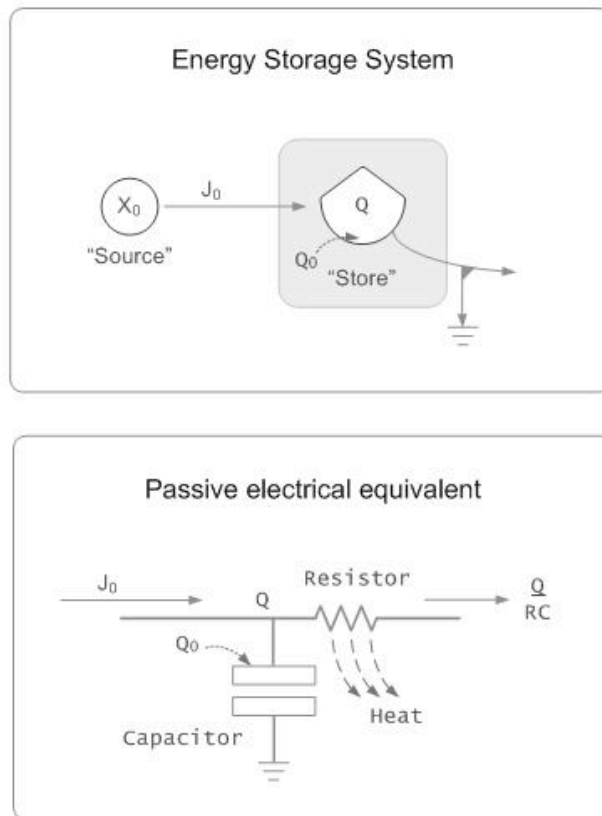 Energy Storage System
X₀
J₀
Q
"Source"
Q₀
"Store"
Passive electrical equivalent
J₀
Resistor
Q
Q
RC
Q₀
Heat
Capacitor